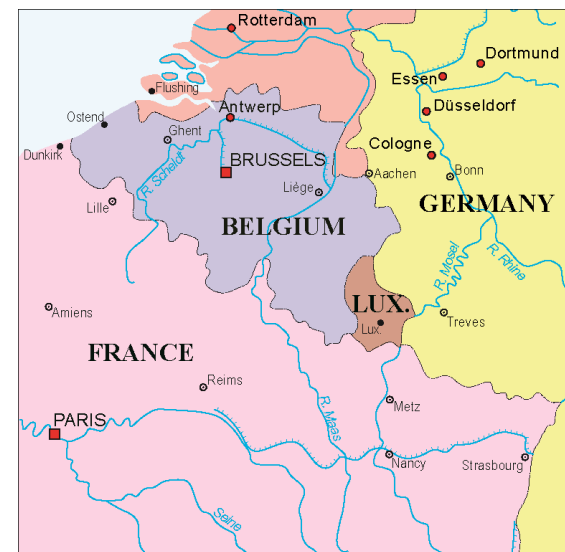 Rotterdam
Dortmund
Essen
Flushing
Antwerp
Düsseldorf
Ostend
Ghent
Cologne
Dunkirk
BRUSSELS
Aachen
Bonn
R. Scheldt
Liège
Lille
GERMANY
BELGIUM
R. Mosel
R. Rhine
LUX.
Lux.
Amiens
Treves
FRANCE
Reims
R. Maas
Metz
PARIS
Nancy
Strasbourg
Seine